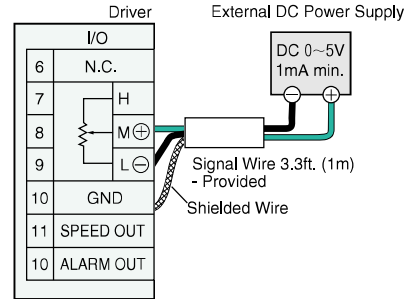 Driver
External DC Power Supply
I/O
6 N.C.
7 H
8 M⊕
9 L⊖
10 GND
11 SPEED OUT
10 ALARM OUT
DC 0~5V
1mA min.
⊖ ⊕
Signal Wire 3.3ft. (1m)
- Provided
Shielded Wire